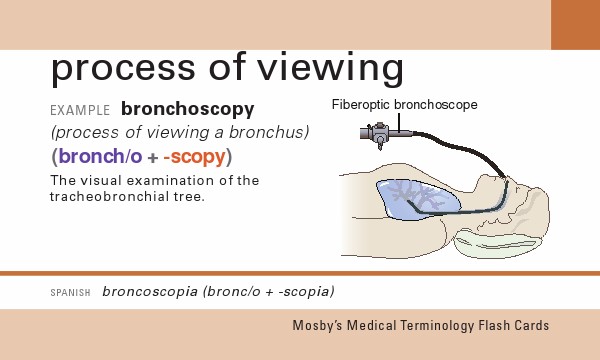 process of viewing
EXAMPLE bronchoscopy
(process of viewing a bronchus)
(bronch/o + -scopy)
The visual examination of the
tracheobronchial tree.
Fiberoptic bronchoscope
SPANISH broncoscopia (bronc/o + -scopia)
Mosby's Medical Terminology Flash Cards